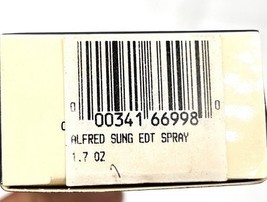 0 00341 66998 0
ALFRED SUNG EDT SPRAY
1.7 OZ